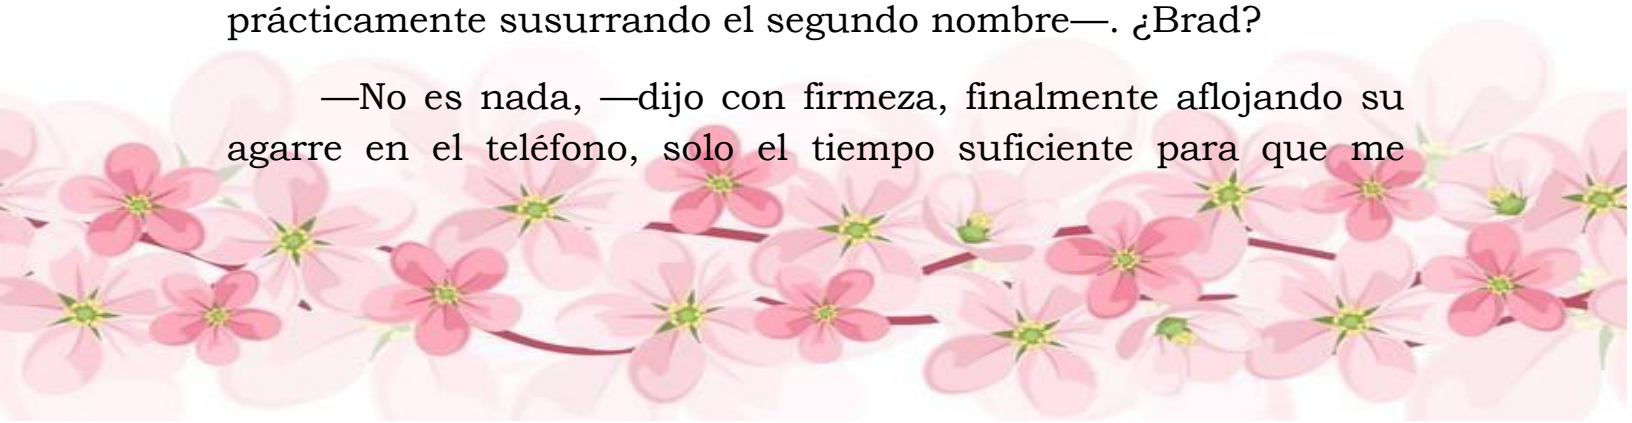 prácticamente susurrando el segundo nombre—. ¿Brad?
—No es nada, —dijo con firmeza, finalmente aflojando su
agarre en el teléfono, solo el tiempo suficiente para que me